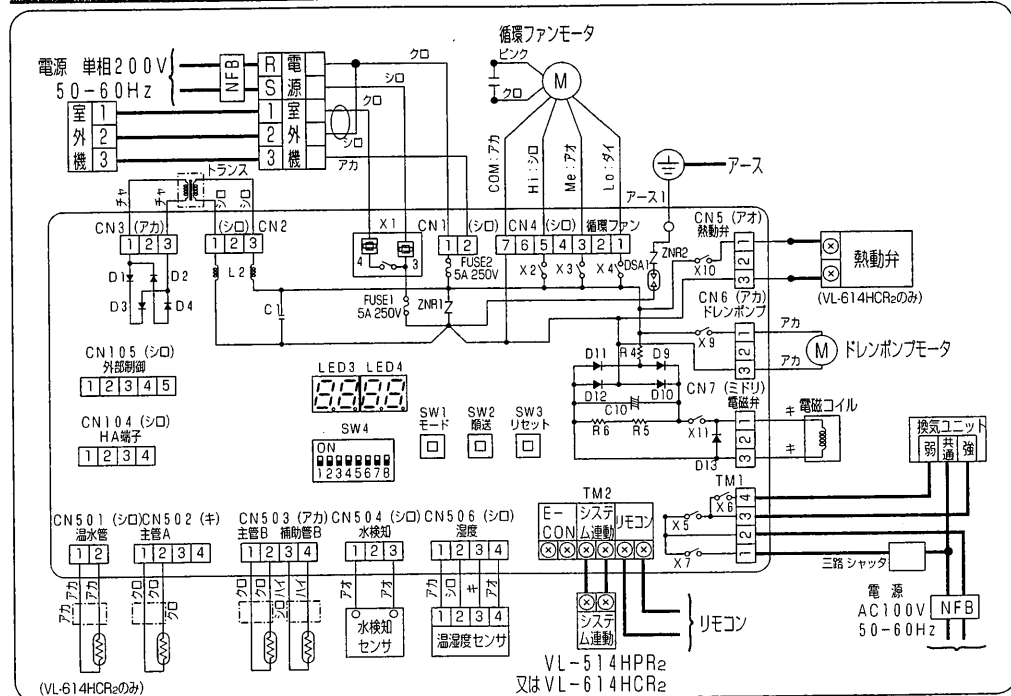 循環ファンモータ
ピンク
クロ
M
電源 単相200V
50-60Hz
NFB
R 電
S 源
1 室
2 外
3 機
室 1
外 2
機 3
クロ
シロ
クロ
シロ
アカ
トランス
チャ
チャ
シロ
シロ
COM:アカ
Hi:シロ
Me:アオ
Lo:ダイ
アース
アース1
CN3 (アカ)
1 2 3
(シロ) CN2
1 2 3
X1
4 3
CN1 (シロ)
1 2
CN4 (シロ) 循環ファン
7 6 5 4 3 2 1
CN5 (アオ)
熱動弁
1
2
3
熱動弁
(VL-614HCR2のみ)
D1 D2
D3 D4
L2
C1
FUSE2
5A 250V
FUSE1
5A 250V
ZNR1
X2 X3 X4
DSA1
ZNR2
X10
CN6 (アカ)
ドレンポンプ
1
2
3
X9
アカ
アカ
M ドレンポンプモータ
CN105 (シロ)
外部制御
1 2 3 4 5
CN104 (シロ)
HA端子
1 2 3 4
LED3 LED4
SW4
ON
1 2 3 4 5 6 7 8
SW1
モード
SW2
順送
SW3
リセット
R4
D11 D9
D12 D10
C10
R6 R5
X11
D13
CN7 (ミドリ)
電磁弁
1
2
3
キ
キ
電磁コイル
換気ユニット
弱 共通 強
TM1
4
3
2
1
X6
X5
X7
三路シャッタ
電源
AC100V
50-60Hz
NFB
TM2
E-CON
システム連動
リモコン
システム連動
リモコン
VL-514HPR2
又はVL-614HCR2
CN501 (シロ)
温水管
1 2
アカ
アカ
(VL-614HCR2のみ)
CN502 (キ)
主管A
1 2 3 4
クロ
クロ
CN503 (アカ)
主管B 補助管B
1 2 3 4
クロ
クロ
シロ
ハイ
CN504 (シロ)
水検知
1 2 3
アオ
アオ
水検知
センサ
CN506 (シロ)
湿度
1 2 3 4
アカ
シロ
キ
アオ
1 2 3 4
温湿度センサ